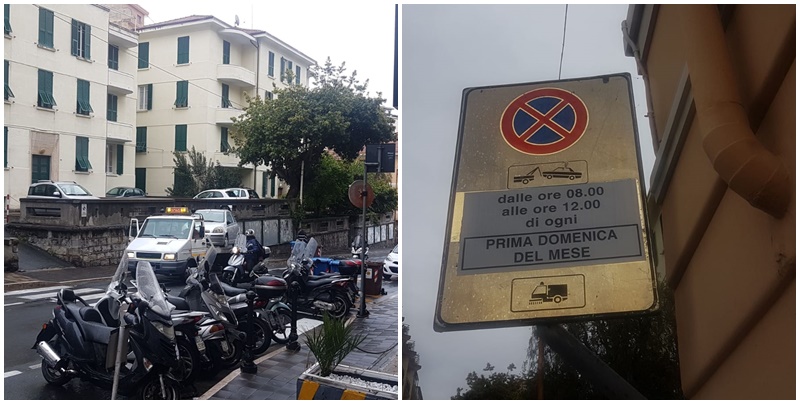 dalle ore 08.00
alle ore 12.00
di ogni
PRIMA DOMENICA
DEL MESE